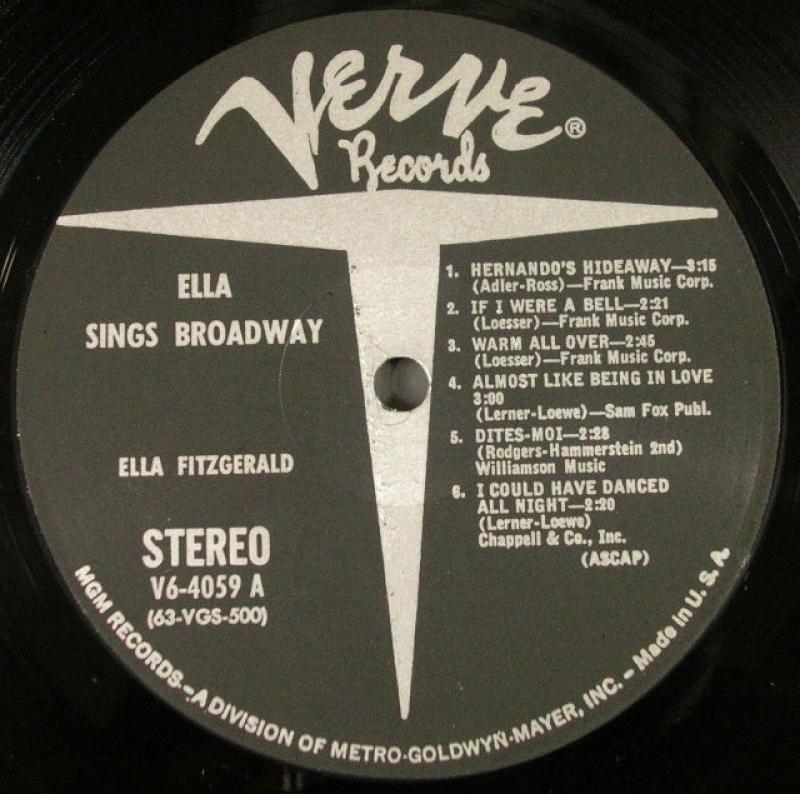 Verve®
Records
ELLA
SINGS BROADWAY
ELLA FITZGERALD
STEREO
V6-4059 A
(63-VGS-500)
1. HERNANDO'S HIDEAWAY—3:15
(Adler-Ross)—Frank Music Corp.
2. IF I WERE A BELL—2:21
(Loesser)—Frank Music Corp.
3. WARM ALL OVER—2:45
(Loesser)—Frank Music Corp.
4. ALMOST LIKE BEING IN LOVE
3:00
(Lerner-Loewe)—Sam Fox Publ.
5. DITES-MOI—2:28
(Rodgers-Hammerstein 2nd)
Williamson Music
6. I COULD HAVE DANCED
ALL NIGHT—2:20
(Lerner-Loewe)
Chappell & Co., Inc.
(ASCAP)
MGM RECORDS-A DIVISION OF METRO-GOLDWYN-MAYER, INC. - Made in U. S. A.